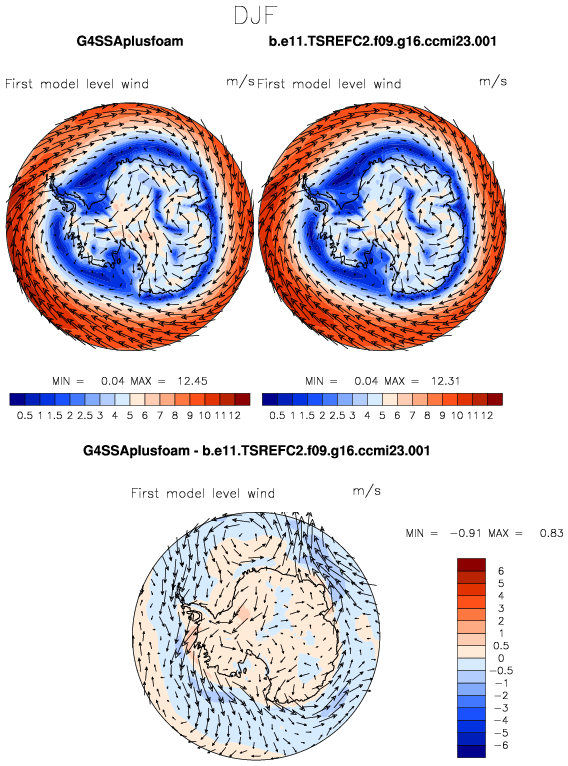 DJF
G4SSAplusfoam b.e11.TSREFC2.f09.g16.ccmi23.001
First model level wind m/s First model level wind m/s
MIN = 0.04 MAX = 12.45 MIN = 0.04 MAX = 12.31
0.5 1 1.5 2 2.5 3 4 5 6 7 8 9 10 11 12 0.5 1 1.5 2 2.5 3 4 5 6 7 8 9 10 11 12
G4SSAplusfoam - b.e11.TSREFC2.f09.g16.ccmi23.001
First model level wind m/s
MIN = -0.91 MAX = 0.83
6
5
4
3
2
1
0.5
0
-0.5
-1
-2
-3
-4
-5
-6